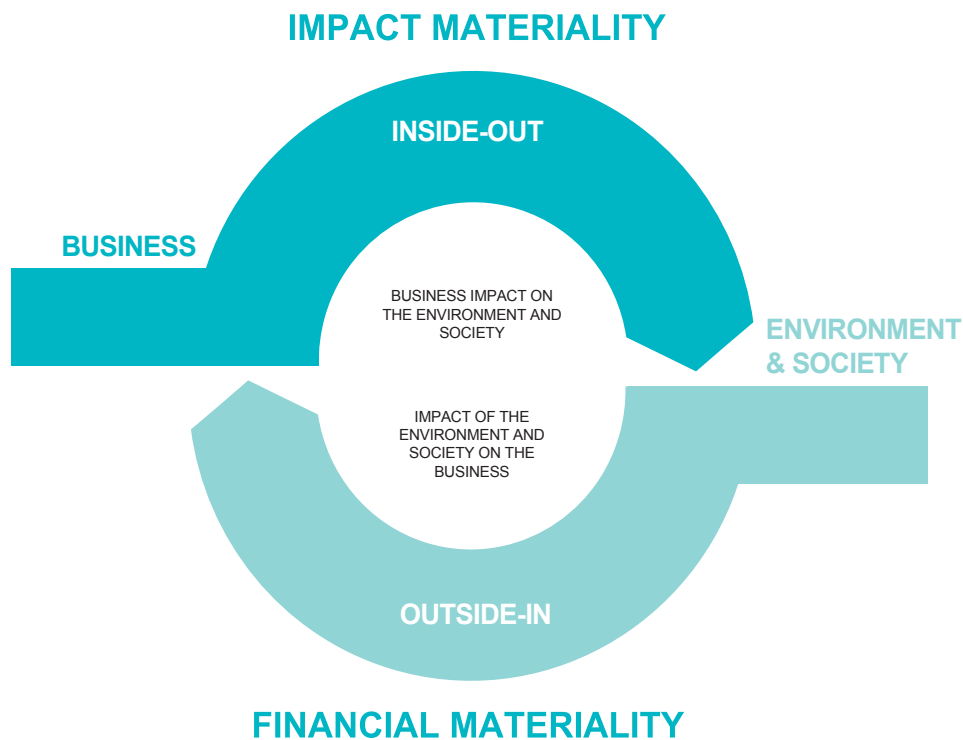 IMPACT MATERIALITY
INSIDE-OUT
BUSINESS
BUSINESS IMPACT ON
THE ENVIRONMENT AND
SOCIETY
ENVIRONMENT
& SOCIETY
IMPACT OF THE
ENVIRONMENT AND
SOCIETY ON THE
BUSINESS
OUTSIDE-IN
FINANCIAL MATERIALITY